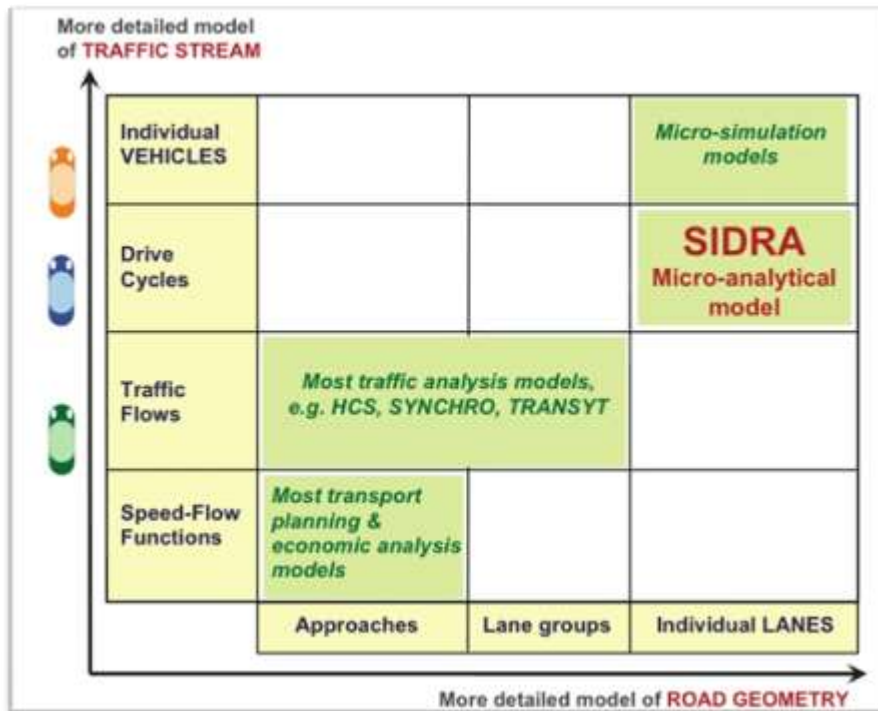 More detailed model
of TRAFFIC STREAM
Individual
VEHICLES
Micro-simulation
models
Drive
Cycles
SIDRA
Micro-analytical
model
Traffic
Flows
Most traffic analysis models,
e.g. HCS, SYNCHRO, TRANSYT
Speed-Flow
Functions
Most transport
planning &
economic analysis
models
Approaches
Lane groups
Individual LANES
More detailed model of ROAD GEOMETRY